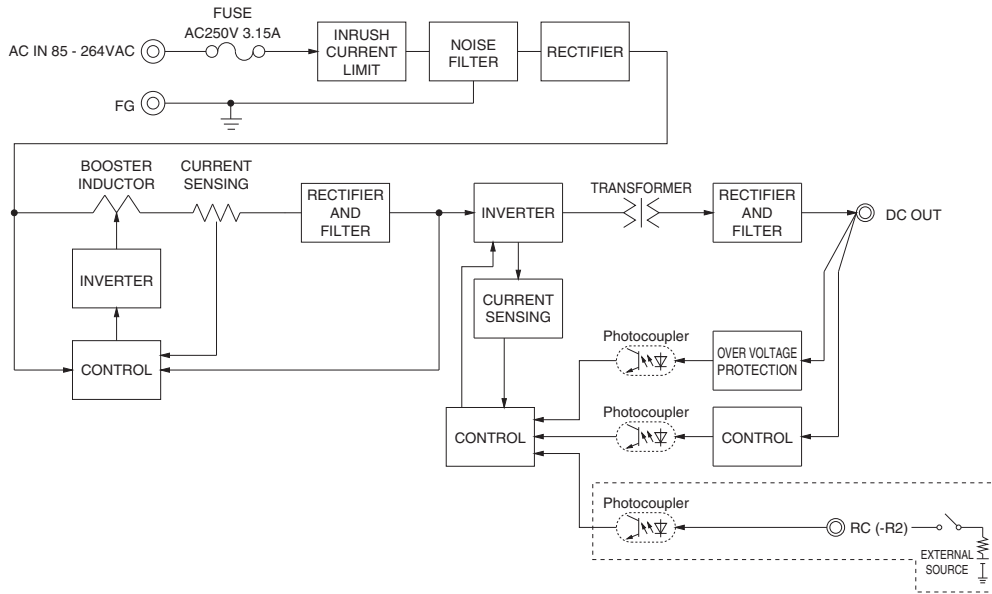 FUSE
AC250V 3.15A
AC IN 85 - 264VAC
INRUSH
CURRENT
LIMIT
NOISE
FILTER
RECTIFIER
FG
BOOSTER
INDUCTOR
CURRENT
SENSING
RECTIFIER
AND
FILTER
INVERTER
TRANSFORMER
RECTIFIER
AND
FILTER
DC OUT
INVERTER
CURRENT
SENSING
CONTROL
Photocoupler
OVER VOLTAGE
PROTECTION
Photocoupler
CONTROL
CONTROL
Photocoupler
RC (-R2)
EXTERNAL
SOURCE